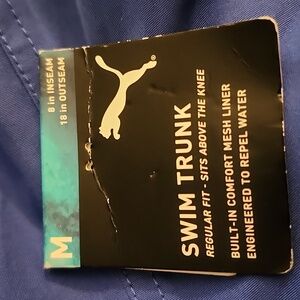 8 in INSEAM
18 in OUTSEAM
M
SWIM TRUNK
REGULAR FIT - SITS ABOVE THE KNEE
BUILT-IN COMFORT MESH LINER
ENGINEERED TO REPEL WATER